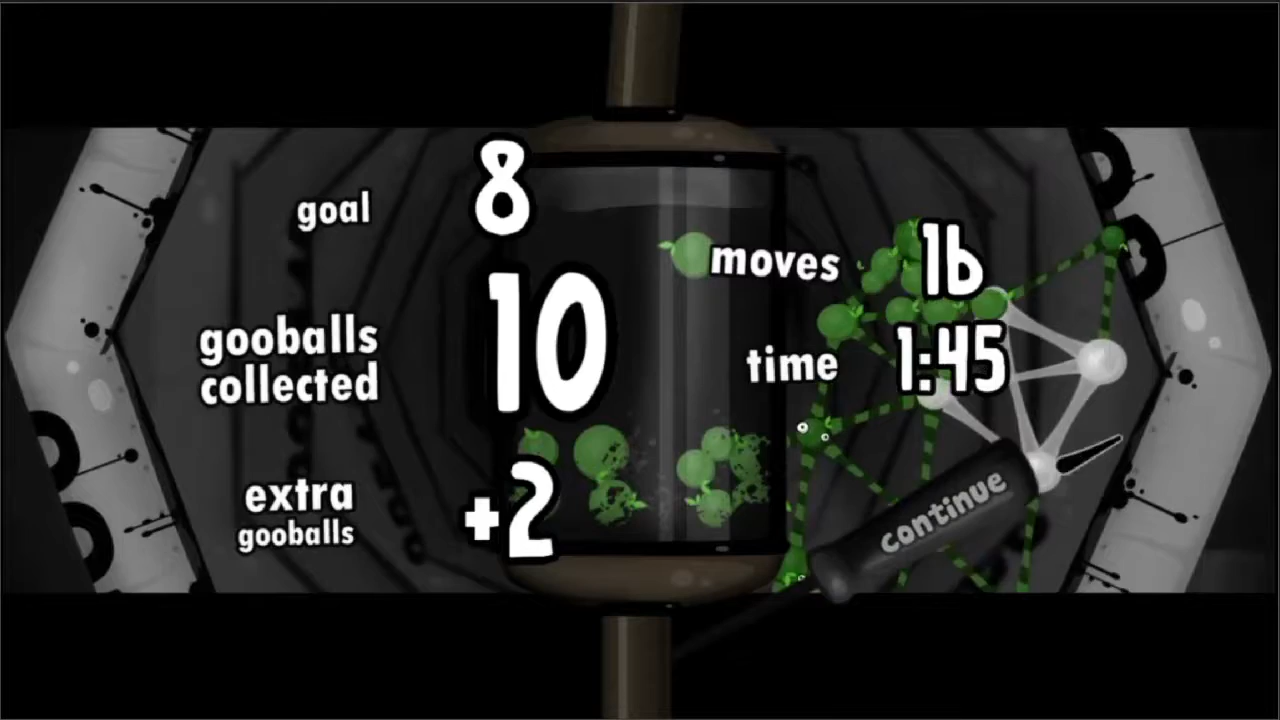 goal 8
gooballs
collected 10
extra
gooballs +2
moves 16
time 1:45
continue